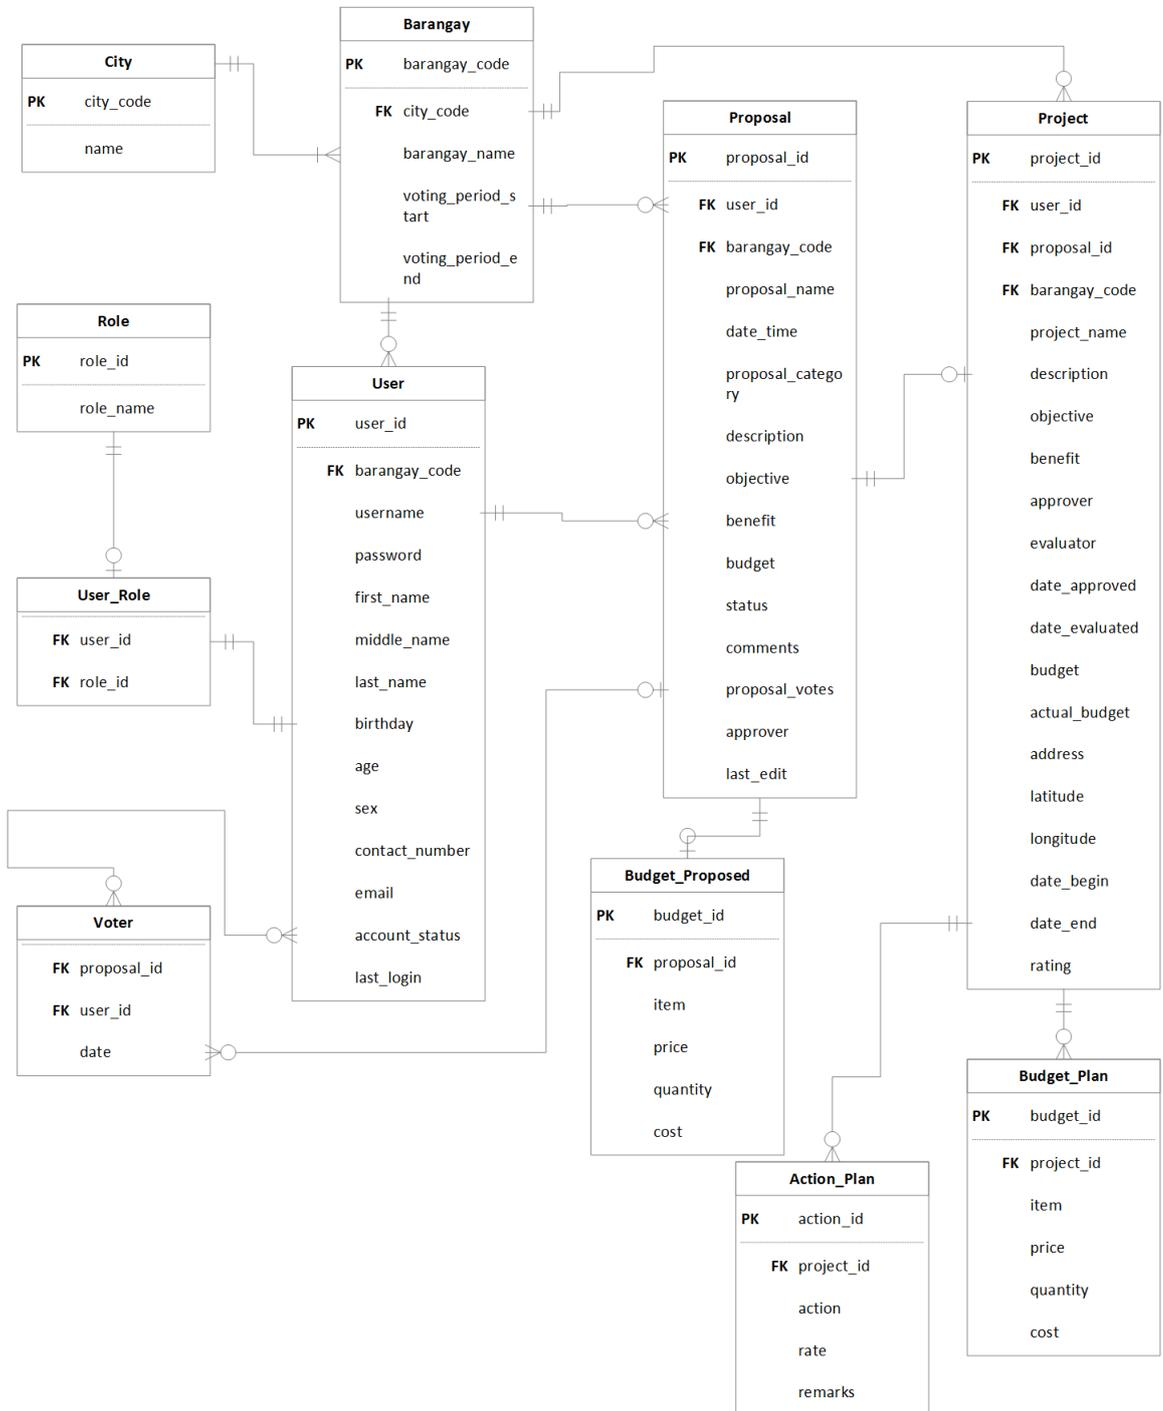 City
PK city_code
name
Barangay
PK barangay_code
FK city_code
barangay_name
voting_period_s
tart
voting_period_e
nd
Role
PK role_id
role_name
User_Role
FK user_id
FK role_id
User
PK user_id
FK barangay_code
username
password
first_name
middle_name
last_name
birthday
age
sex
contact_number
email
account_status
last_login
Voter
FK proposal_id
FK user_id
date
Proposal
PK proposal_id
FK user_id
FK barangay_code
proposal_name
date_time
proposal_catego
ry
description
objective
benefit
budget
status
comments
proposal_votes
approver
last_edit
Budget_Proposed
PK budget_id
FK proposal_id
item
price
quantity
cost
Project
PK project_id
FK user_id
FK proposal_id
FK barangay_code
project_name
description
objective
benefit
approver
evaluator
date_approved
date_evaluated
budget
actual_budget
address
latitude
longitude
date_begin
date_end
rating
Action_Plan
PK action_id
FK project_id
action
rate
remarks
Budget_Plan
PK budget_id
FK project_id
item
price
quantity
cost